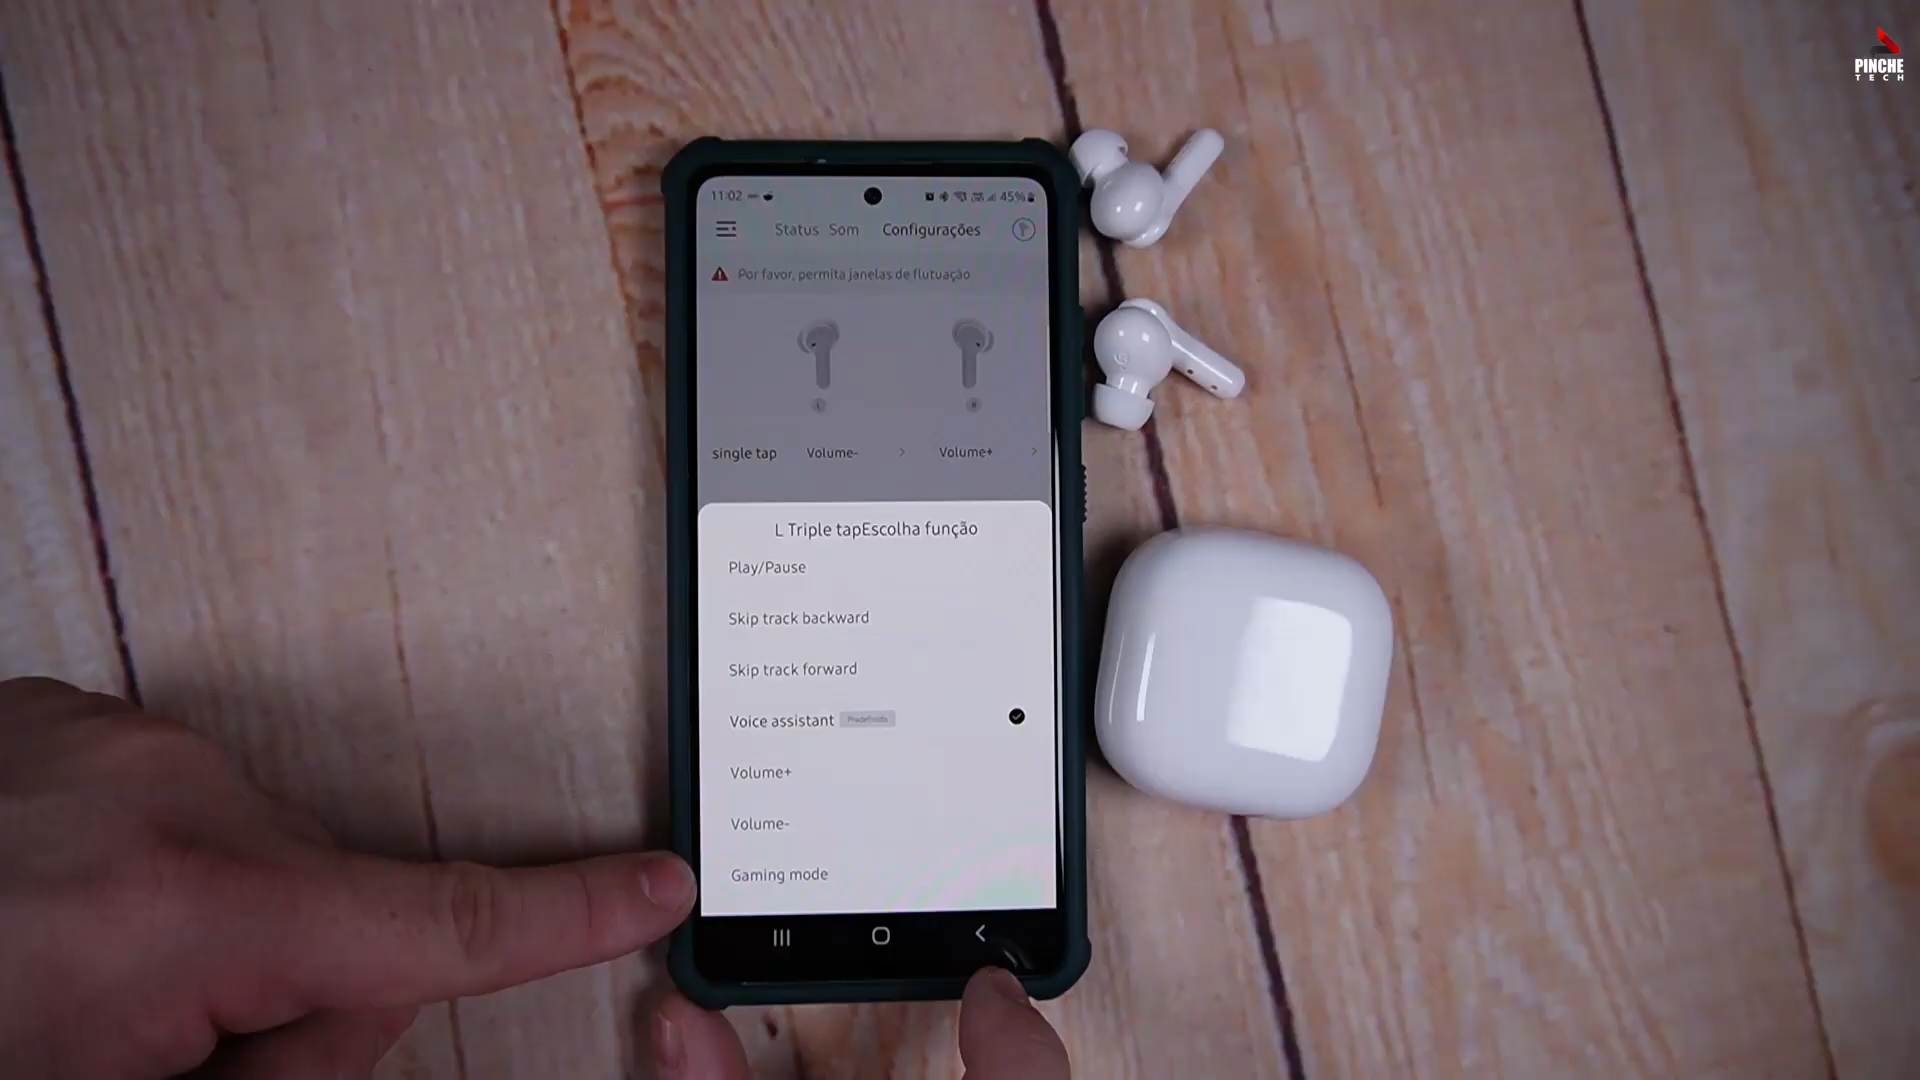 PINCHE
TECH
11:02
45%
Status Som Configurações
Por favor, permita janelas de flutuação
L
R
single tap Volume- > Volume+ >
L Triple tapEscolha função
Play/Pause
Skip track backward
Skip track forward
Voice assistant
Volume+
Volume-
Gaming mode